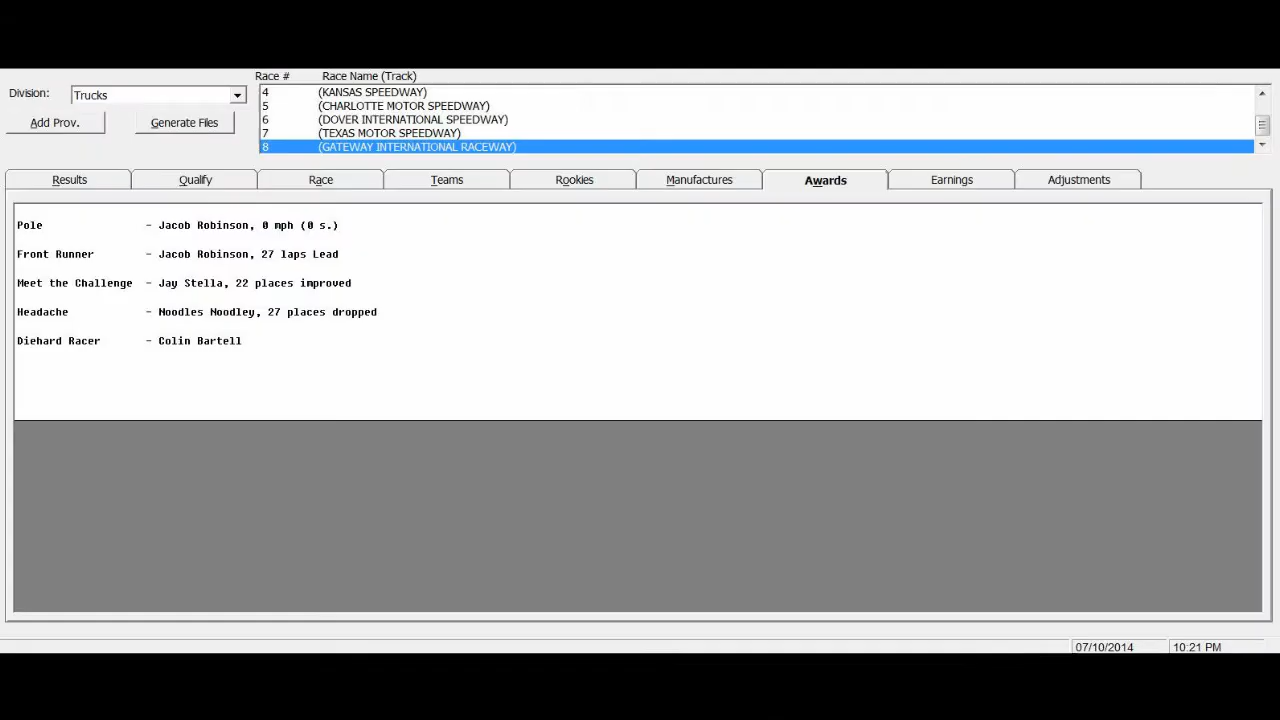 Race # Race Name (Track)
Division: Trucks
4 (KANSAS SPEEDWAY)
5 (CHARLOTTE MOTOR SPEEDWAY)
6 (DOVER INTERNATIONAL SPEEDWAY)
7 (TEXAS MOTOR SPEEDWAY)
8 (GATEWAY INTERNATIONAL RACEWAY)
Add Prov. Generate Files
Results Qualify Race Teams Rookies Manufactures Awards Earnings Adjustments
Pole - Jacob Robinson, 0 mph (0 s.)
Front Runner - Jacob Robinson, 27 laps Lead
Meet the Challenge - Jay Stella, 22 places improved
Headache - Noodles Noodley, 27 places dropped
Diehard Racer - Colin Bartell
07/10/2014 10:21 PM